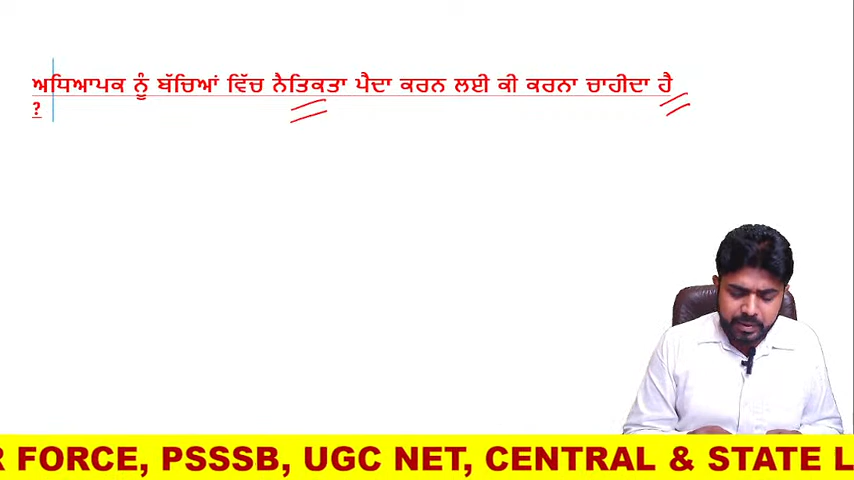 ਅਧਿਆਪਕ ਨੂੰ ਬੱਚਿਆਂ ਵਿੱਚ ਨੈਤਿਕਤਾ ਪੈਦਾ ਕਰਨ ਲਈ ਕੀ ਕਰਨਾ ਚਾਹੀਦਾ ਹੈ
?
R FORCE, PSSSB, UGC NET, CENTRAL & STATE L